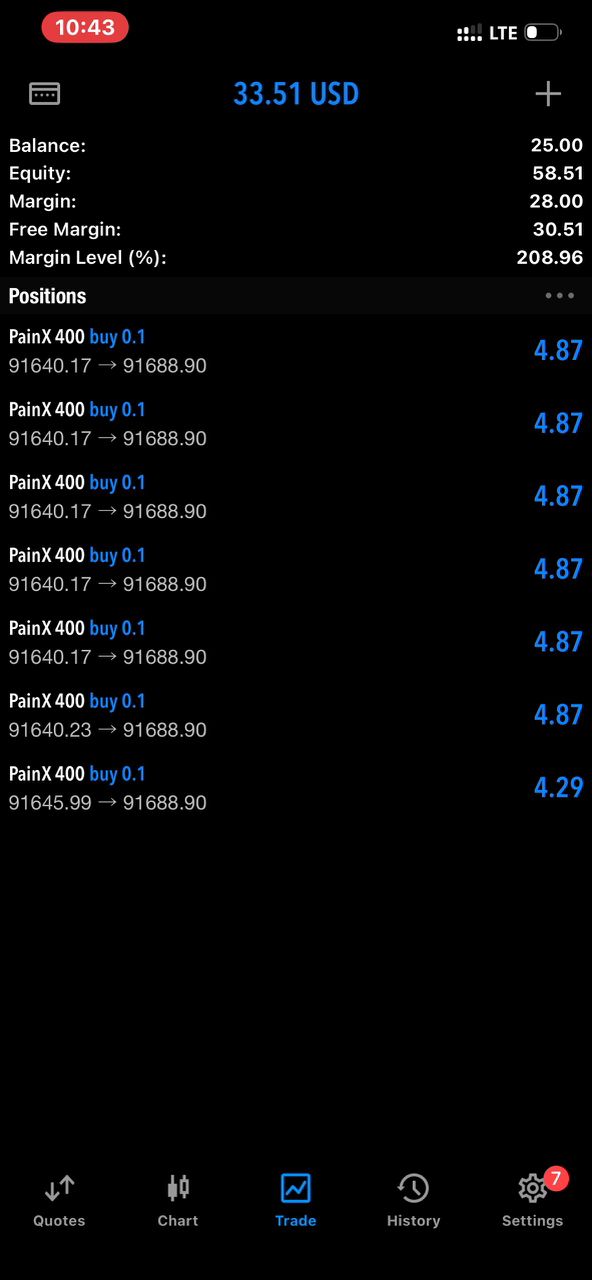 10:43 LTE
33.51 USD
Balance: 25.00
Equity: 58.51
Margin: 28.00
Free Margin: 30.51
Margin Level (%): 208.96
Positions
PainX 400 buy 0.1
91640.17 → 91688.90 4.87
PainX 400 buy 0.1
91640.17 → 91688.90 4.87
PainX 400 buy 0.1
91640.17 → 91688.90 4.87
PainX 400 buy 0.1
91640.17 → 91688.90 4.87
PainX 400 buy 0.1
91640.17 → 91688.90 4.87
PainX 400 buy 0.1
91640.23 → 91688.90 4.87
PainX 400 buy 0.1
91645.99 → 91688.90 4.29
7
Quotes Chart Trade History Settings